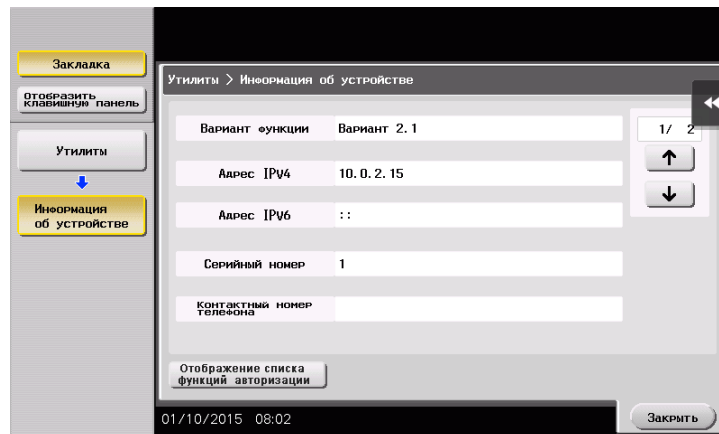 Закладка
Отобразить
клавишную панель
Утилиты
Информация
об устройстве
Утилиты > Информация об устройстве
Вариант функции Вариант 2.1
1/ 2
Адрес IPv4 10.0.2.15
Адрес IPv6 ::
Серийный номер 1
Контактный номер
телефона
Отображение списка
функций авторизации
01/10/2015 08:02
Закрыть